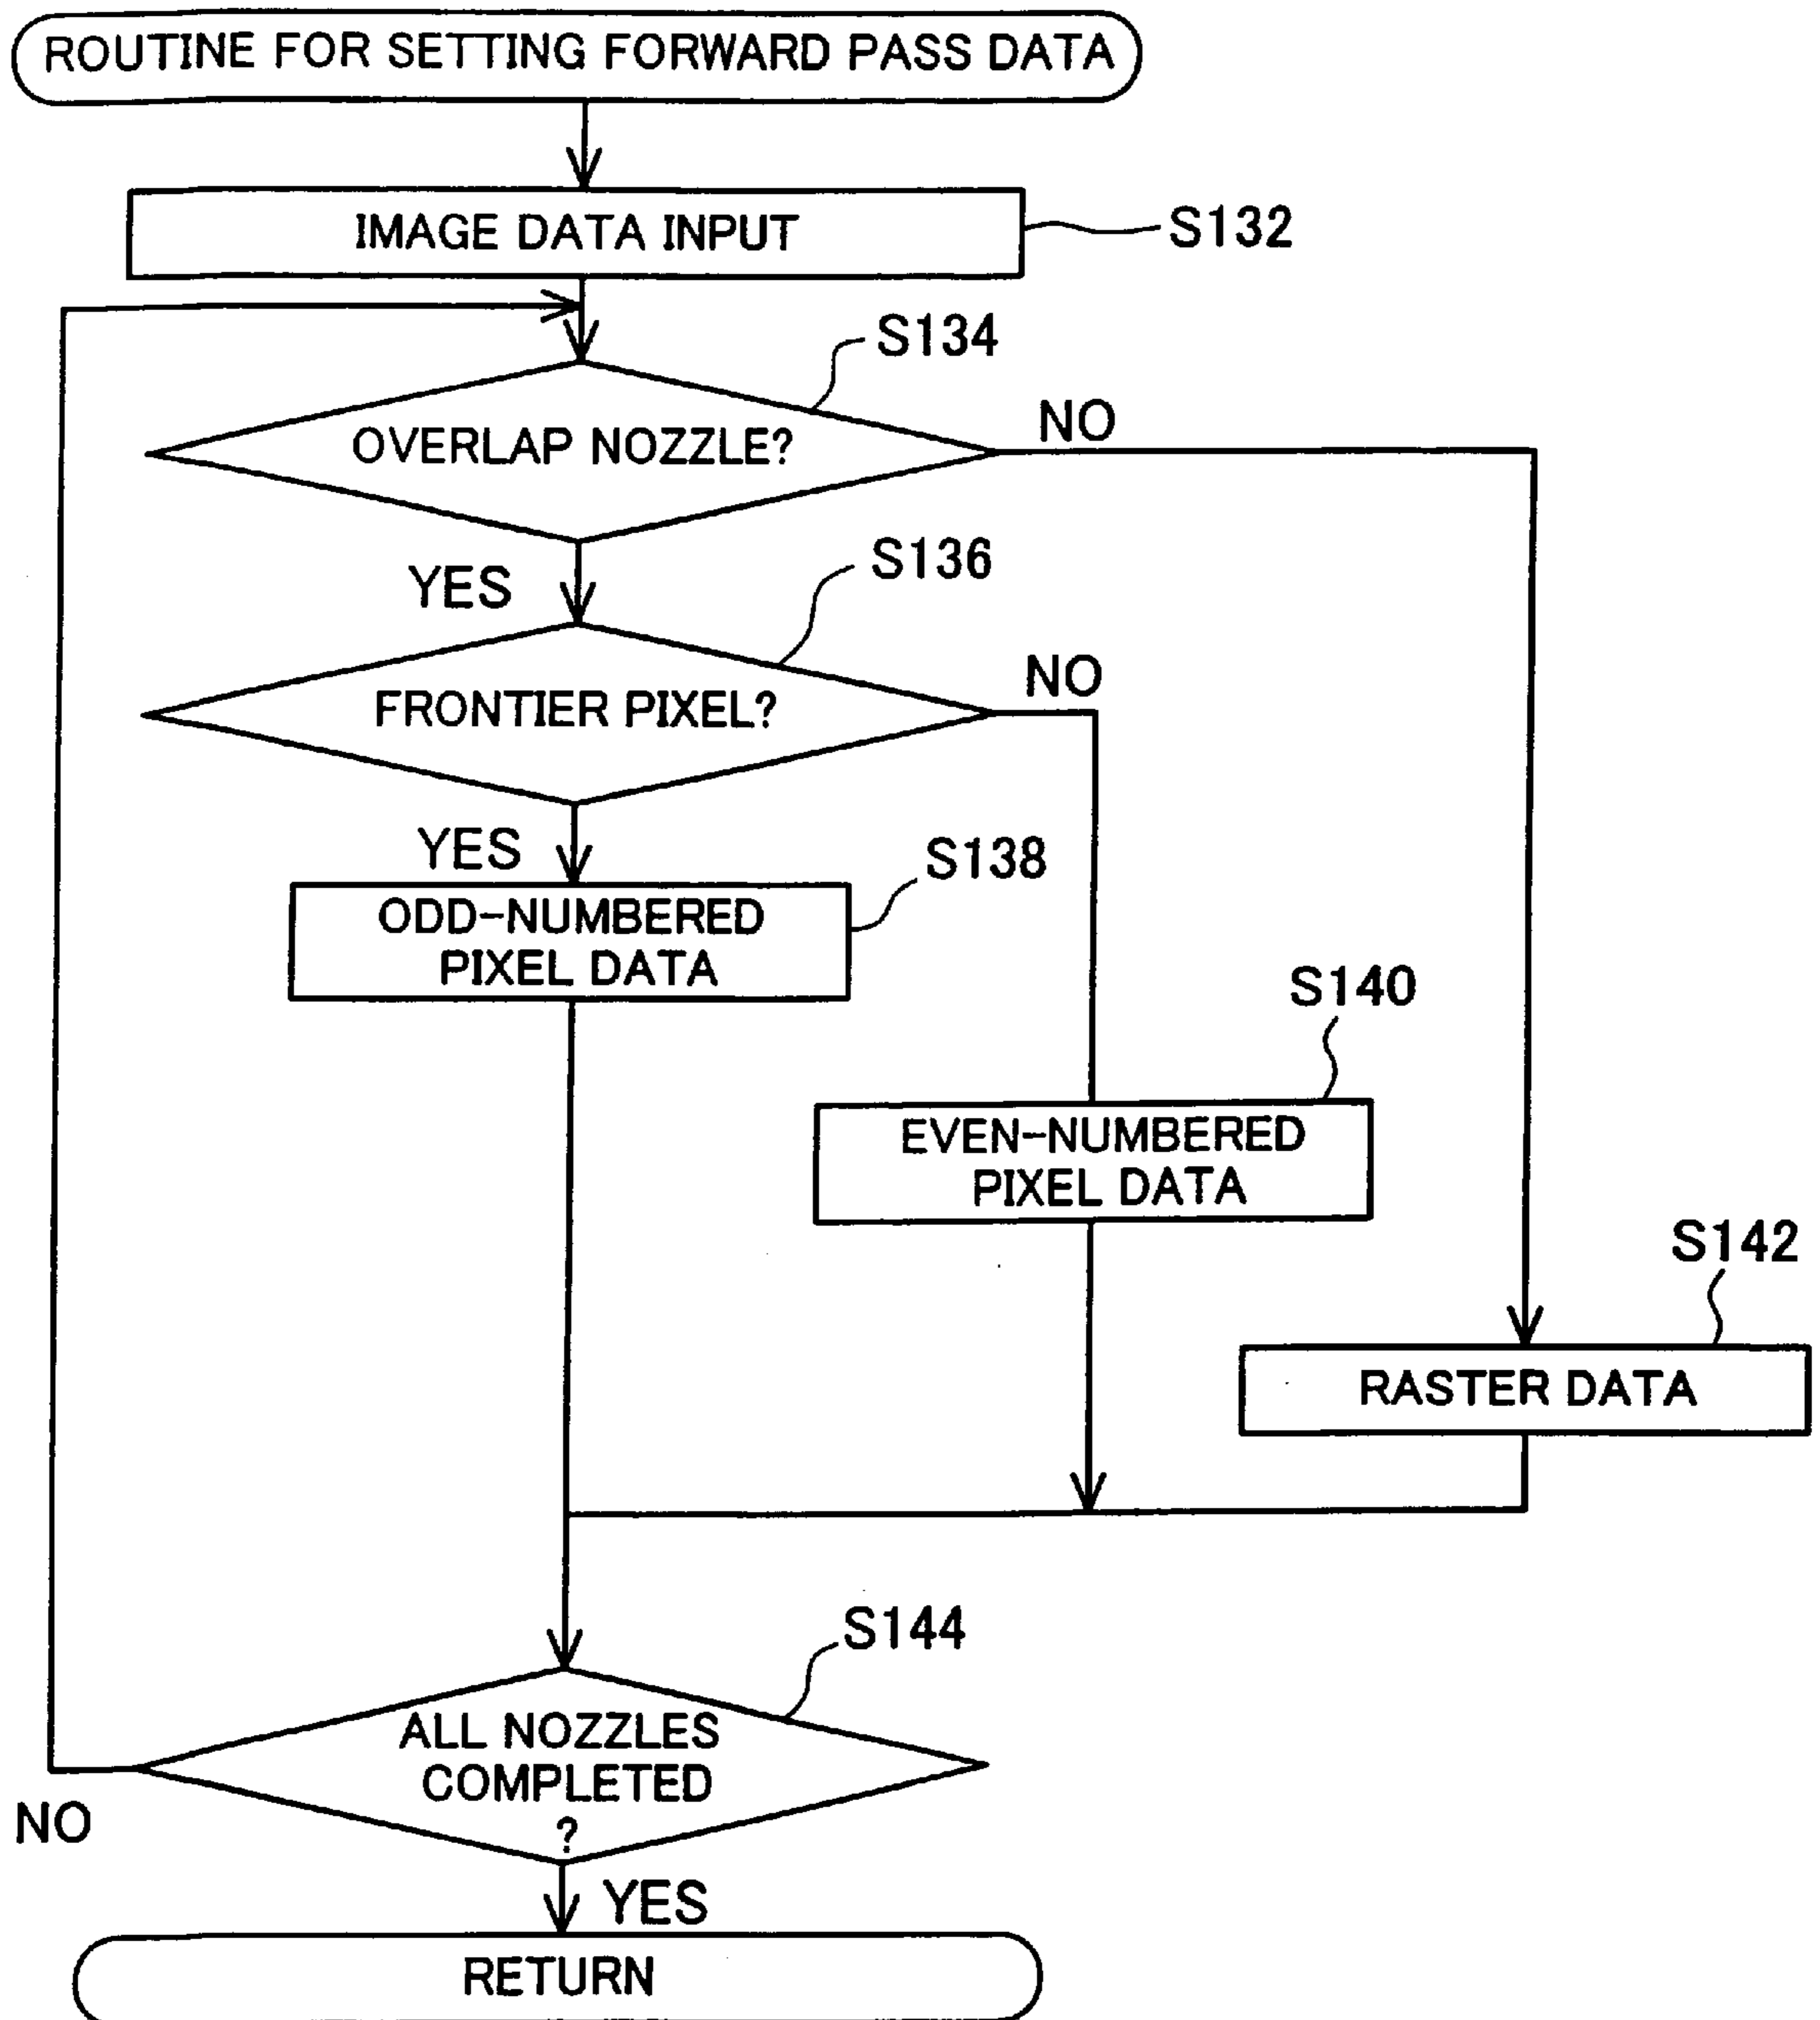 ROUTINE FOR SETTING FORWARD PASS DATA
IMAGE DATA INPUT
S132
S134
OVERLAP NOZZLE?
NO
YES
S136
FRONTIER PIXEL?
NO
YES
S138
ODD-NUMBERED
PIXEL DATA
S140
EVEN-NUMBERED
PIXEL DATA
S142
RASTER DATA
S144
ALL NOZZLES
COMPLETED
?
NO
YES
RETURN